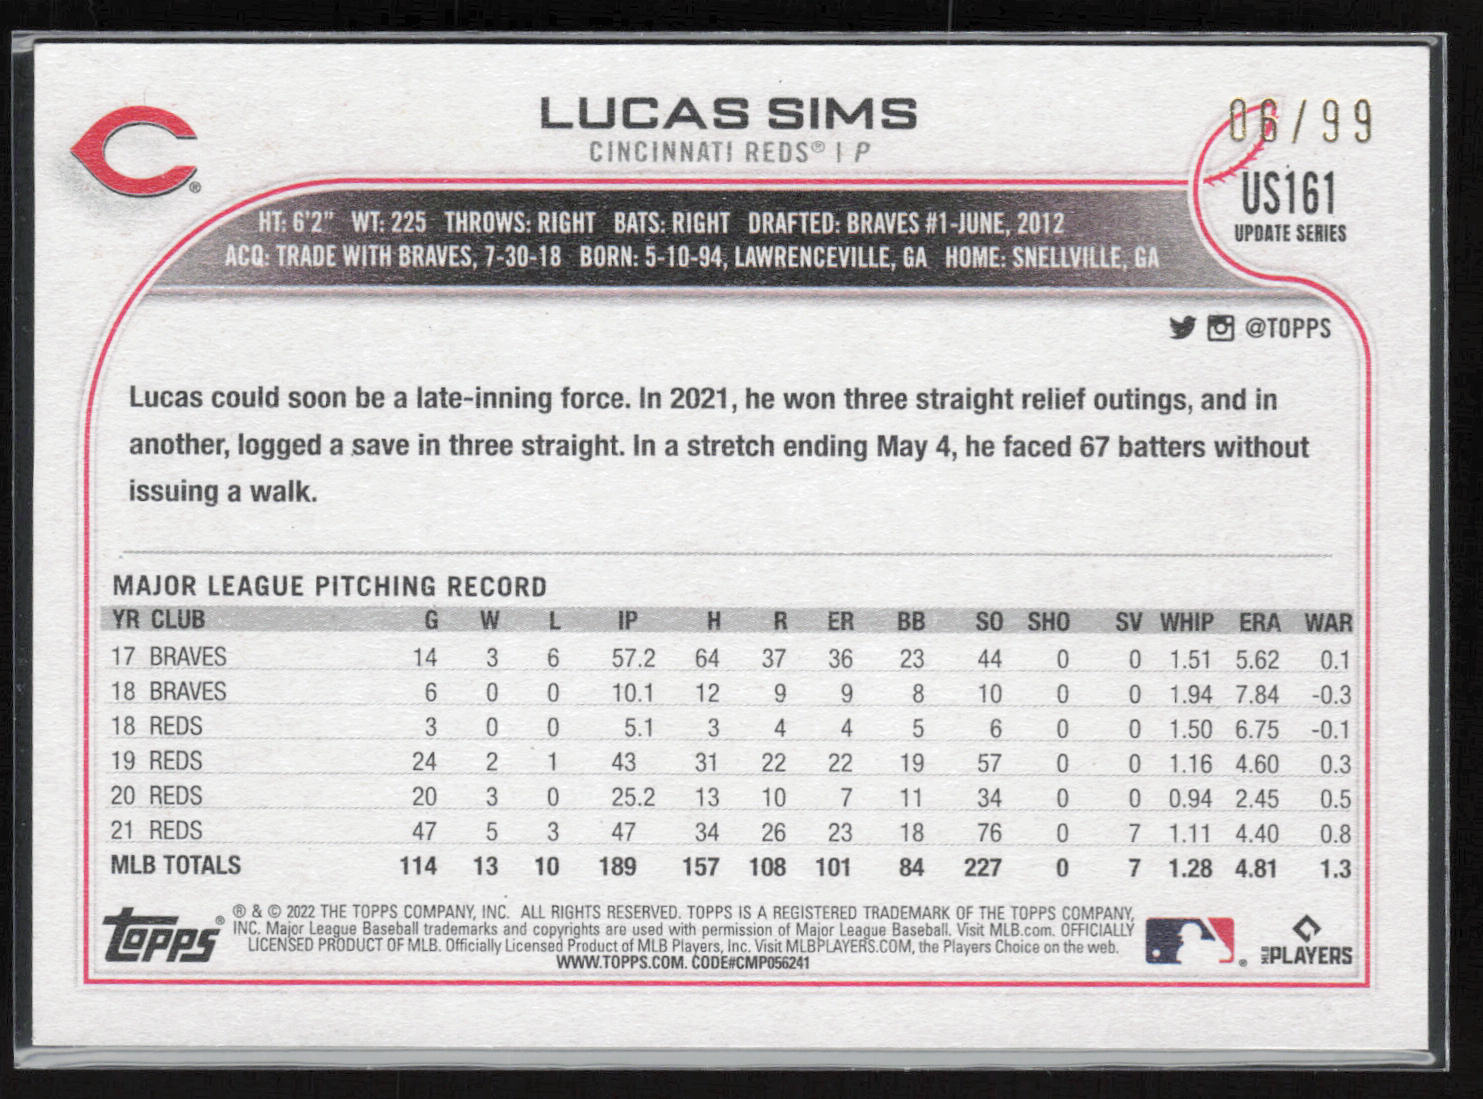 LUCAS SIMS
CINCINNATI REDS® | P
06/99
US161
UPDATE SERIES
®
HT: 6'2" WT: 225 THROWS: RIGHT BATS: RIGHT DRAFTED: BRAVES #1-JUNE, 2012
ACQ: TRADE WITH BRAVES, 7-30-18 BORN: 5-10-94, LAWRENCEVILLE, GA HOME: SNELLVILLE, GA
@TOPPS
Lucas could soon be a late-inning force. In 2021, he won three straight relief outings, and in
another, logged a save in three straight. In a stretch ending May 4, he faced 67 batters without
issuing a walk.
MAJOR LEAGUE PITCHING RECORD
YR CLUB G W L IP H R ER BB SO SHO SV WHIP ERA WAR
17 BRAVES 14 3 6 57.2 64 37 36 23 44 0 0 1.51 5.62 0.1
18 BRAVES 6 0 0 10.1 12 9 9 8 10 0 0 1.94 7.84 -0.3
18 REDS 3 0 0 5.1 3 4 4 5 6 0 0 1.50 6.75 -0.1
19 REDS 24 2 1 43 31 22 22 19 57 0 0 1.16 4.60 0.3
20 REDS 20 3 0 25.2 13 10 7 11 34 0 0 0.94 2.45 0.5
21 REDS 47 5 3 47 34 26 23 18 76 0 7 1.11 4.40 0.8
MLB TOTALS 114 13 10 189 157 108 101 84 227 0 7 1.28 4.81 1.3
topps®
® & © 2022 THE TOPPS COMPANY, INC. ALL RIGHTS RESERVED. TOPPS IS A REGISTERED TRADEMARK OF THE TOPPS COMPANY,
INC. Major League Baseball trademarks and copyrights are used with permission of Major League Baseball. Visit MLB.com. OFFICIALLY
LICENSED PRODUCT OF MLB. Officially Licensed Product of MLB Players, Inc. Visit MLBPLAYERS.COM, the Players Choice on the web.
WWW.TOPPS.COM. CODE#CMP056241
®
MLB PLAYERS